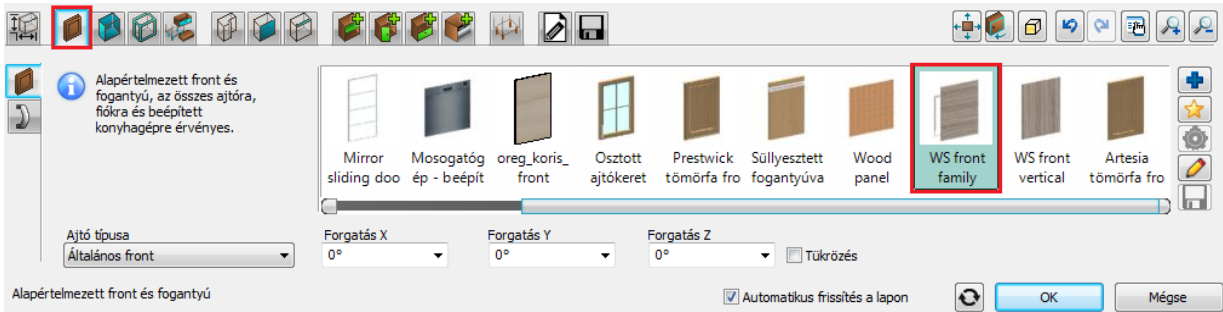 Alapértelmezett front és
fogantyú, az összes ajtóra,
fiókra és beépített
konyhagépre érvényes.
Mirror
sliding doo
Mosogatóg
ép - beépít
oreg_koris_
front
Osztott
ajtókeret
Prestwick
tömörfa fro
Süllyesztett
fogantyúva
Wood
panel
WS front
family
WS front
vertical
Artesia
tömörfa fro
Ajtó típusa
Általános front
Forgatás X
0°
Forgatás Y
0°
Forgatás Z
0°
Tükrözés
Alapértelmezett front és fogantyú
Automatikus frissítés a lapon
OK
Mégse